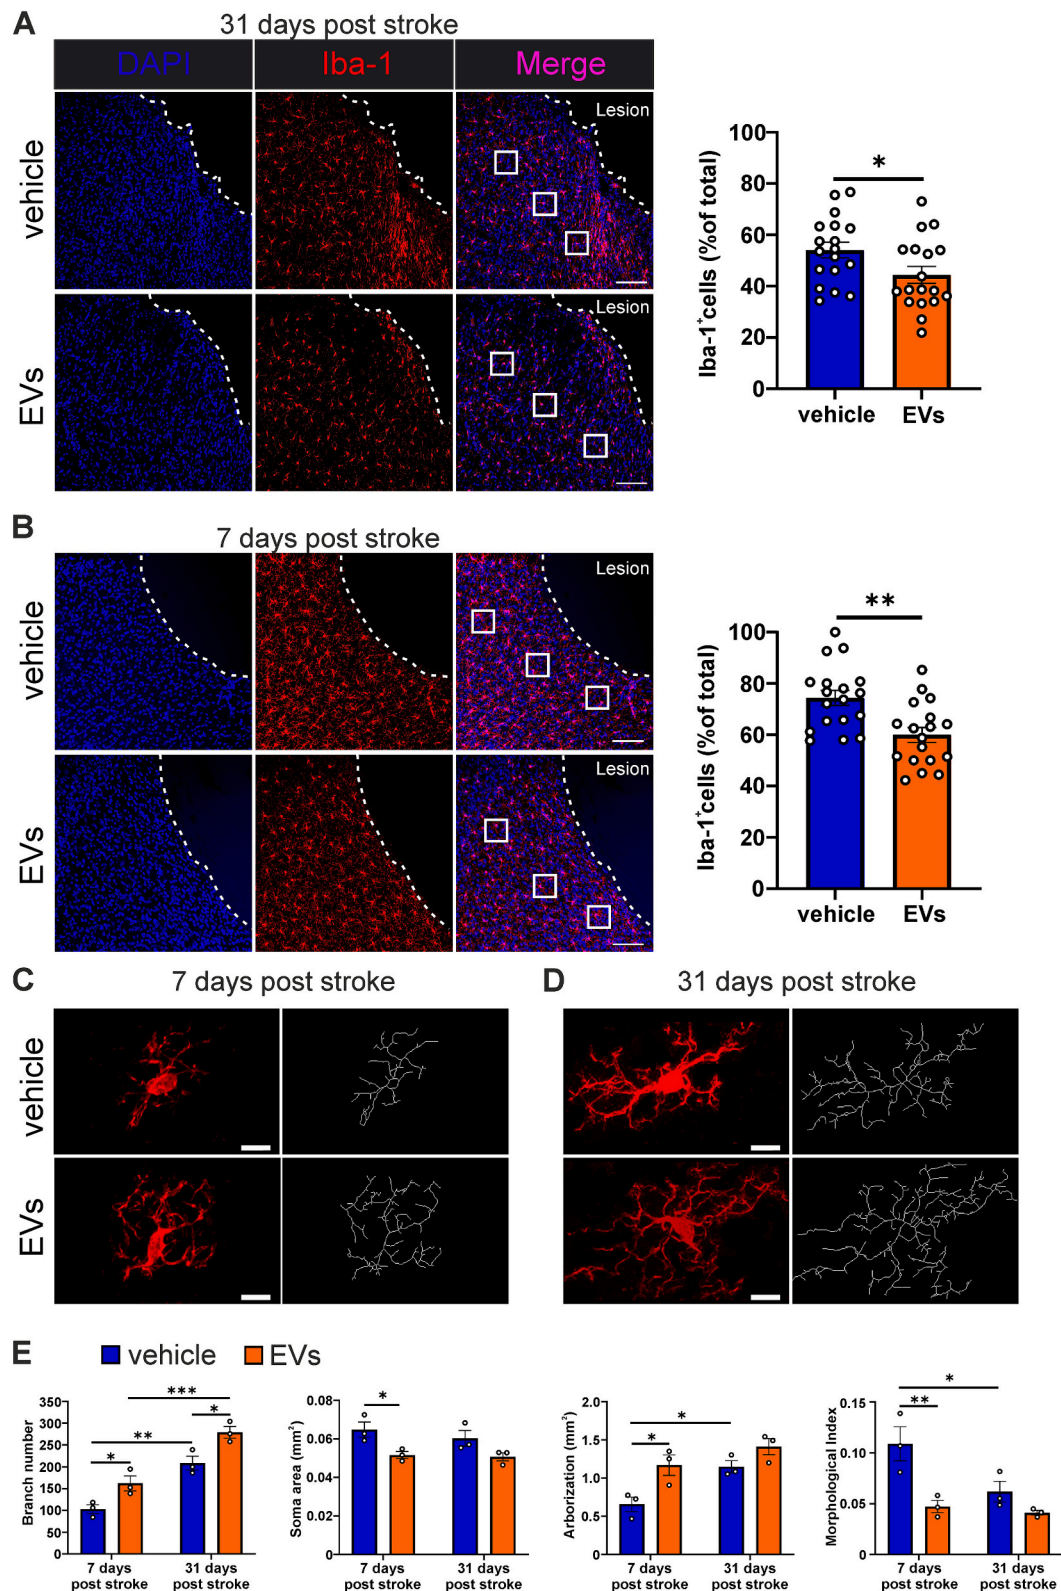 A
31 days post stroke
DAPI Iba-1 Merge
vehicle
Lesion
EVs
Lesion
Iba-1+cells (%of total)
100
80
60
40
20
0
*
vehicle EVs
B
7 days post stroke
vehicle
Lesion
EVs
Lesion
Iba-1+cells (%of total)
100
80
60
40
20
0
**
vehicle EVs
C 7 days post stroke
vehicle
EVs
D 31 days post stroke
E vehicle EVs
Branch number
350
300
250
200
150
100
50
0
***
**
*
*
7 days post stroke
31 days post stroke
Soma area (mm²)
0.08
0.06
0.04
0.02
0
*
7 days post stroke
31 days post stroke
Arborization (mm²)
2.0
1.5
1.0
0.5
0
*
*
7 days post stroke
31 days post stroke
Morphological Index
0.15
0.10
0.05
0
*
**
7 days post stroke
31 days post stroke